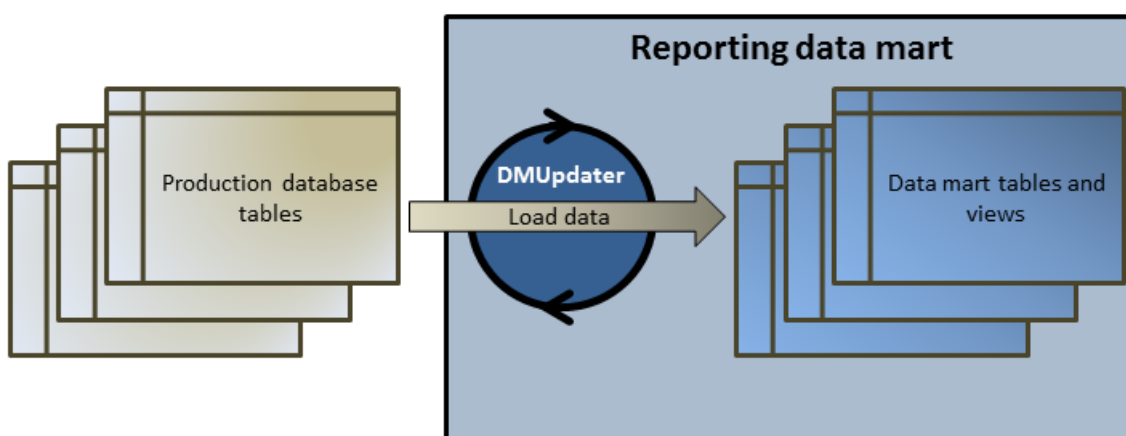 Reporting data mart
Production database
tables
DMUpdater
Load data
Data mart tables and
views